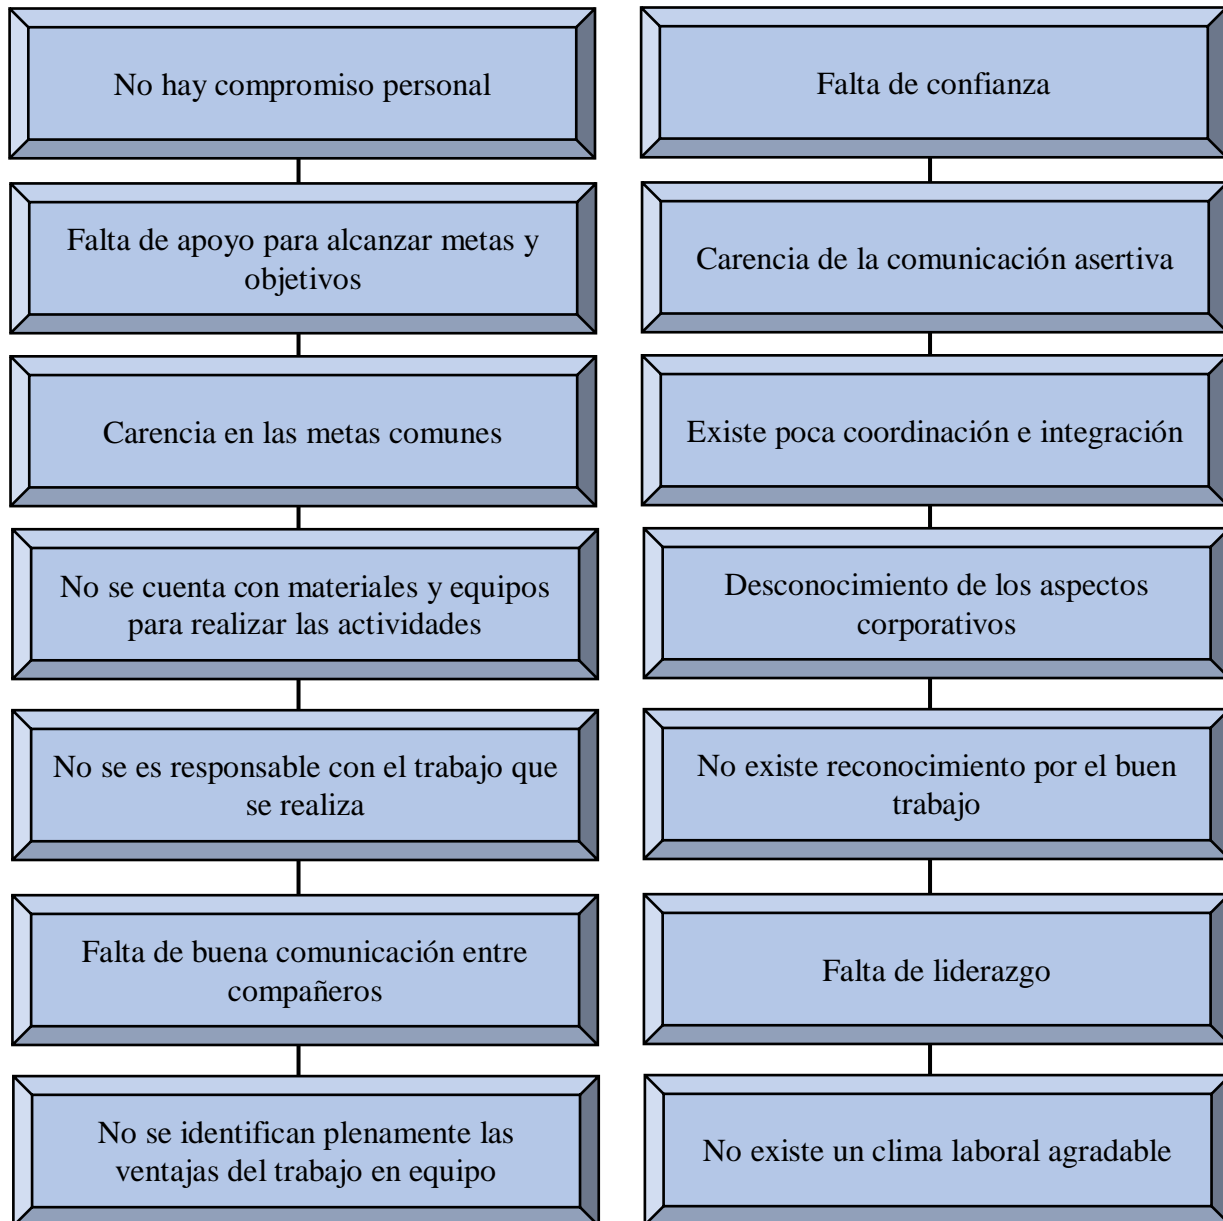 No hay compromiso personal
Falta de apoyo para alcanzar metas y
objetivos
Carencia en las metas comunes
No se cuenta con materiales y equipos
para realizar las actividades
No se es responsable con el trabajo que
se realiza
Falta de buena comunicación entre
compañeros
No se identifican plenamente las
ventajas del trabajo en equipo
Falta de confianza
Carencia de la comunicación asertiva
Existe poca coordinación e integración
Desconocimiento de los aspectos
corporativos
No existe reconocimiento por el buen
trabajo
Falta de liderazgo
No existe un clima laboral agradable